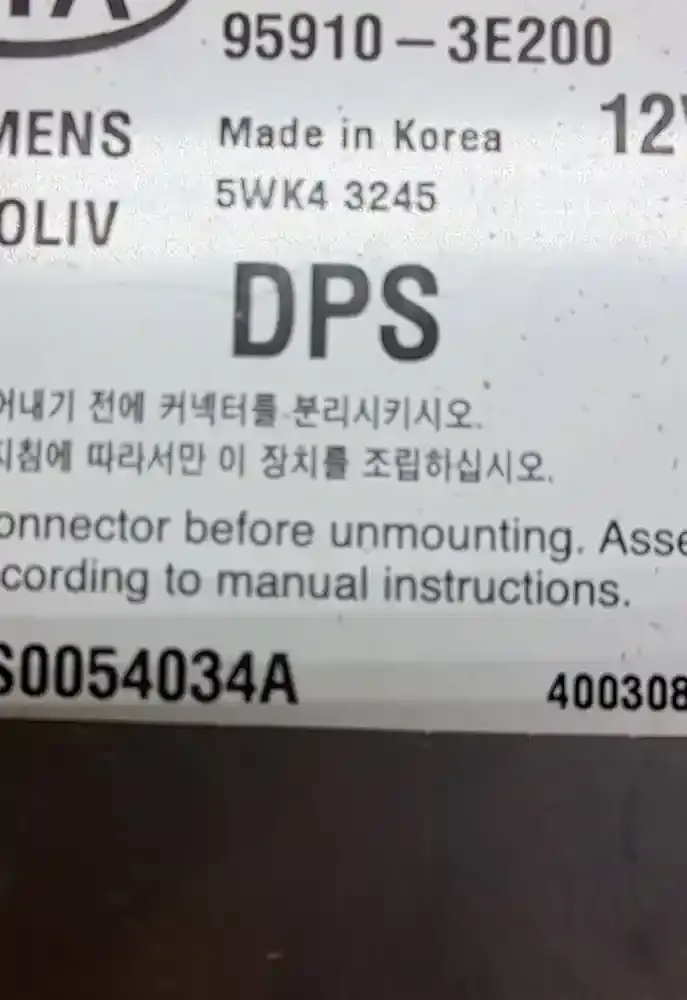 95910-3E200
MENS Made in Korea 12V
5WK4 3245
OLIV
DPS
어내기 전에 커넥터를 분리시키시오.
지침에 따라서만 이 장치를 조립하십시오.
onnector before unmounting. Asse
cording to manual instructions.
S0054034A 400308